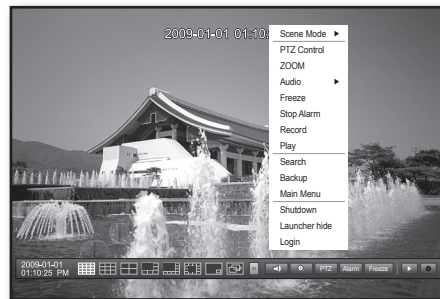 2009-01-01 01:10:
Scene Mode ▶
PTZ Control
ZOOM
Audio ▶
Freeze
Stop Alarm
Record
Play
Search
Backup
Main Menu
Shutdown
Launcher hide
Login
2009-01-01
01:10:25 PM
PTZ Alarm Freeze